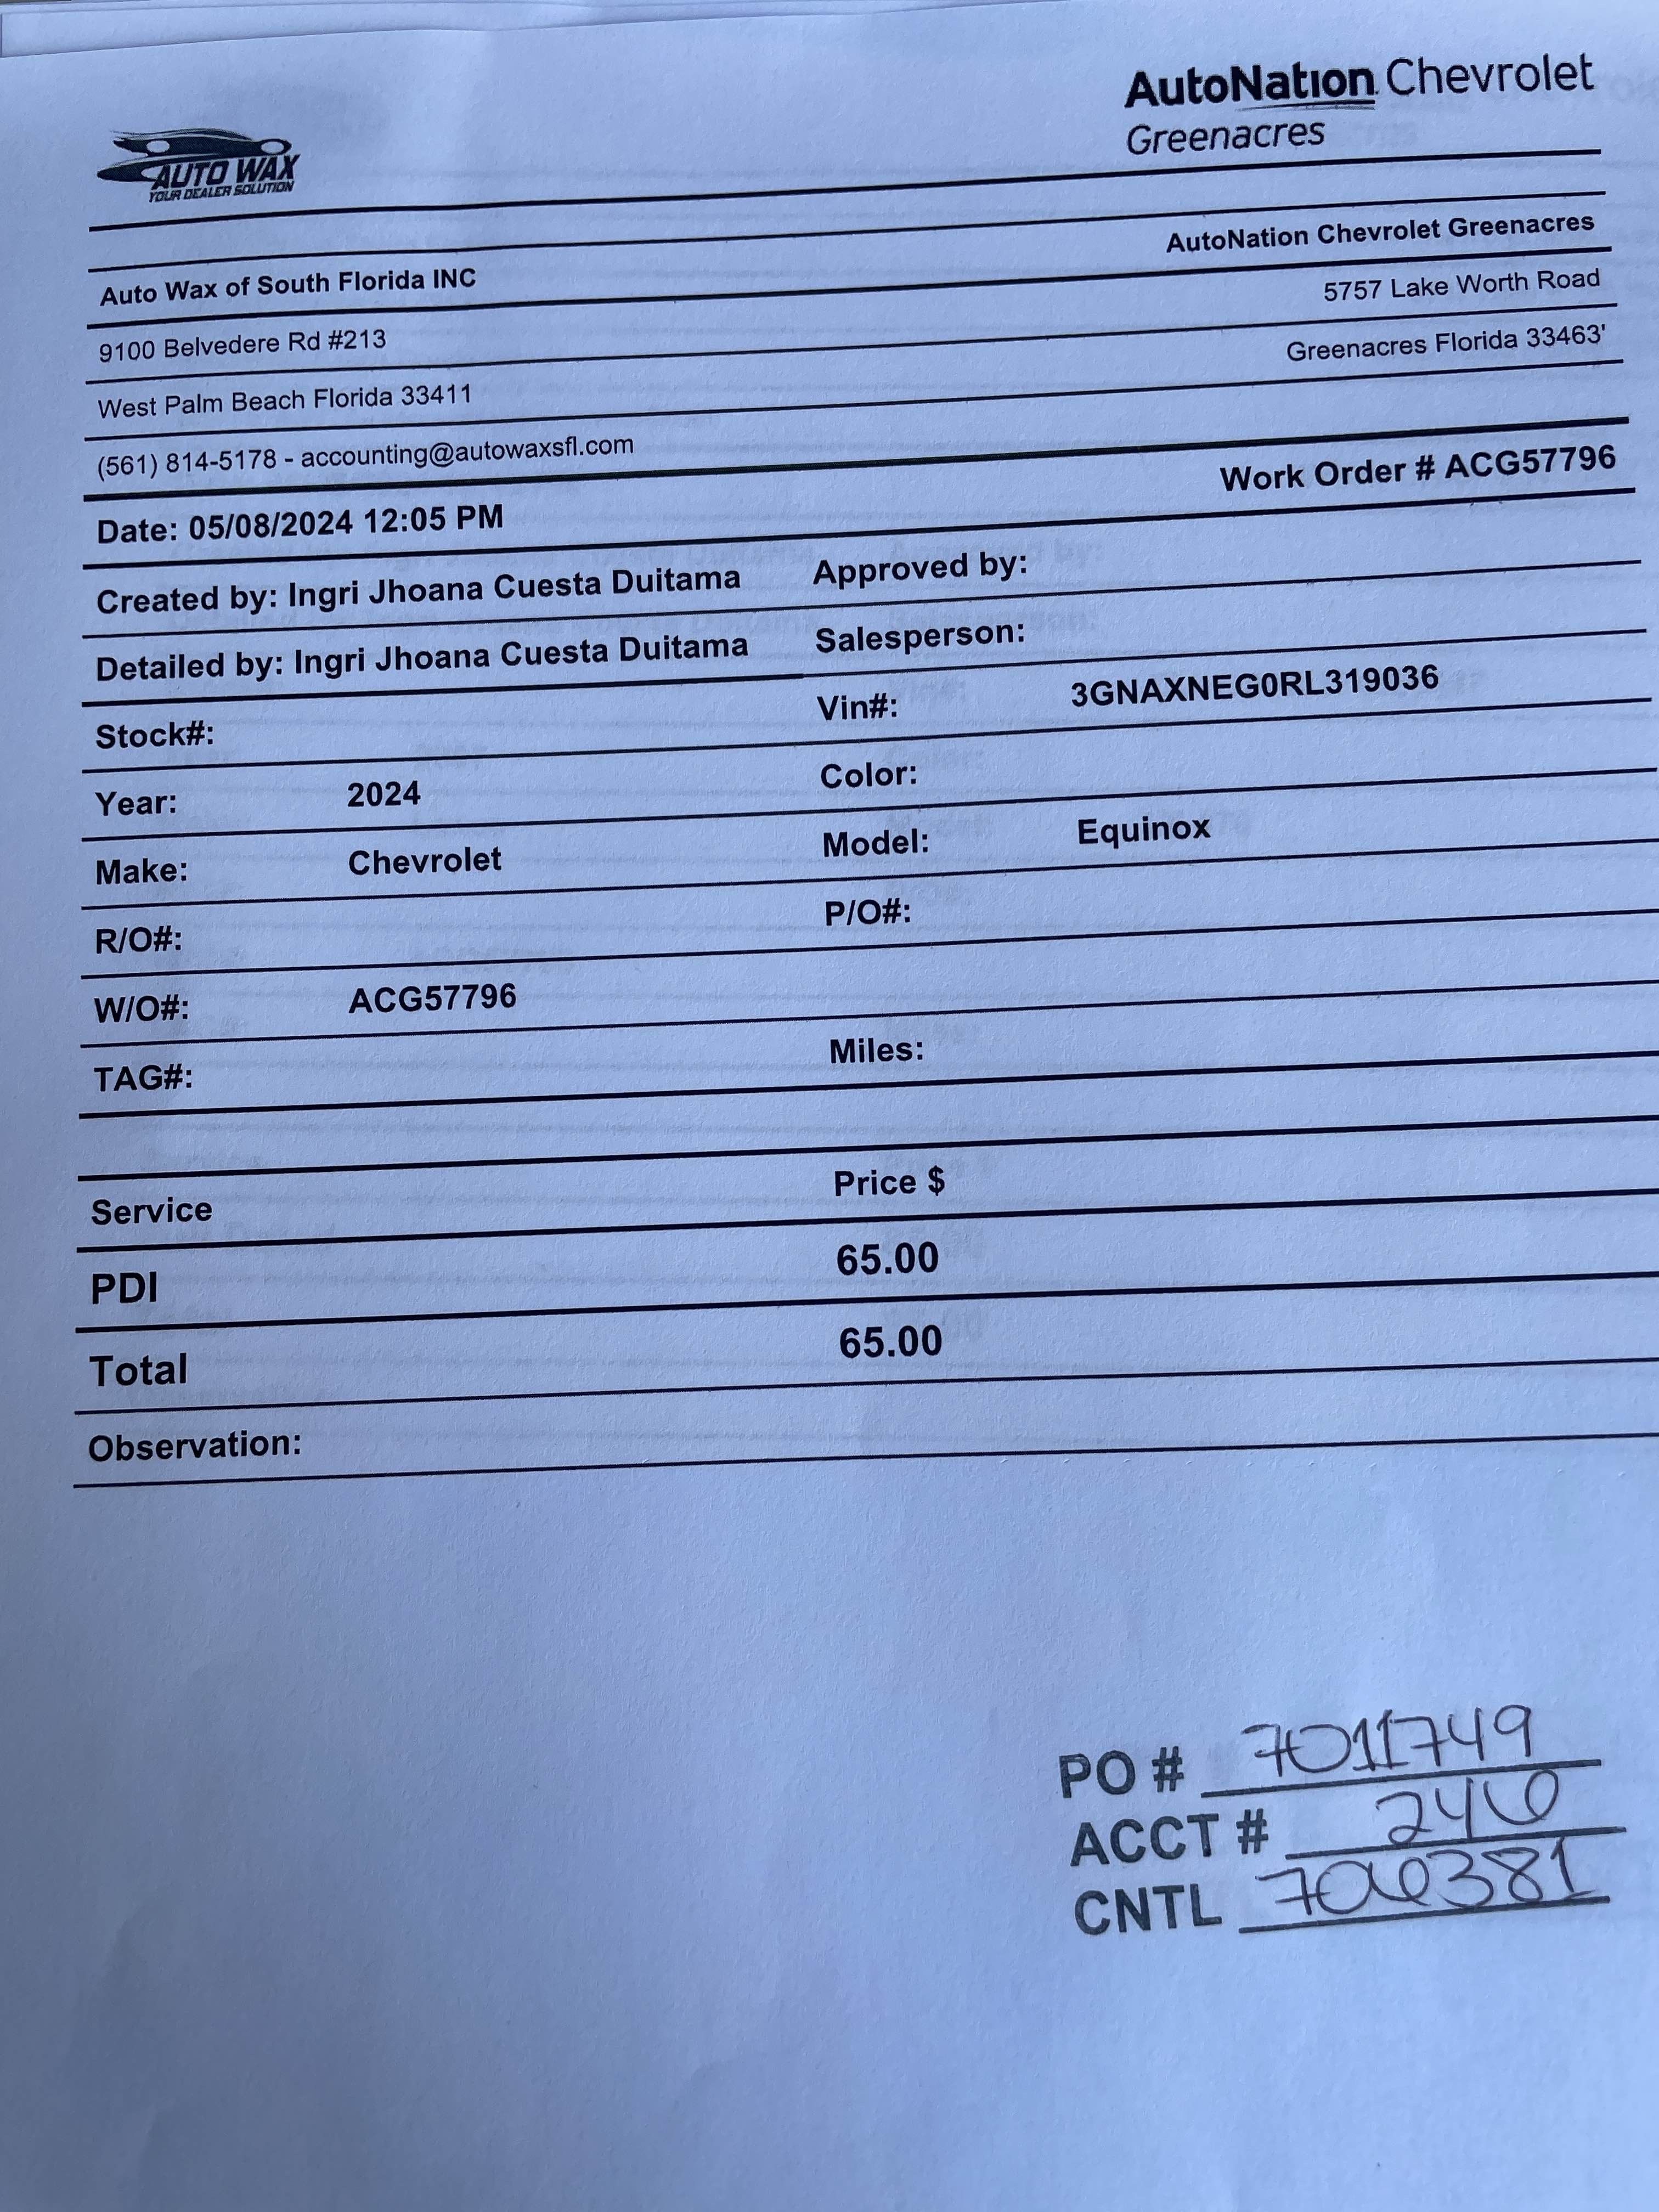 AutoNation Chevrolet
Greenacres
AUTO WAX
YOUR DEALER SOLUTION
AutoNation Chevrolet Greenacres
Auto Wax of South Florida INC
5757 Lake Worth Road
9100 Belvedere Rd #213
Greenacres Florida 33463'
West Palm Beach Florida 33411
(561) 814-5178 - accounting@autowaxsfl.com
Work Order # ACG57796
Date: 05/08/2024 12:05 PM
Created by: Ingri Jhoana Cuesta Duitama Approved by:
Detailed by: Ingri Jhoana Cuesta Duitama Salesperson:
Stock#: Vin#: 3GNAXNEG0RL319036
Year: 2024 Color:
Make: Chevrolet Model: Equinox
R/O#: P/O#:
W/O#: ACG57796
TAG#: Miles:
Service Price $
PDI 65.00
Total 65.00
Observation:
PO # 7011749
ACCT # 246
CNTL 706381